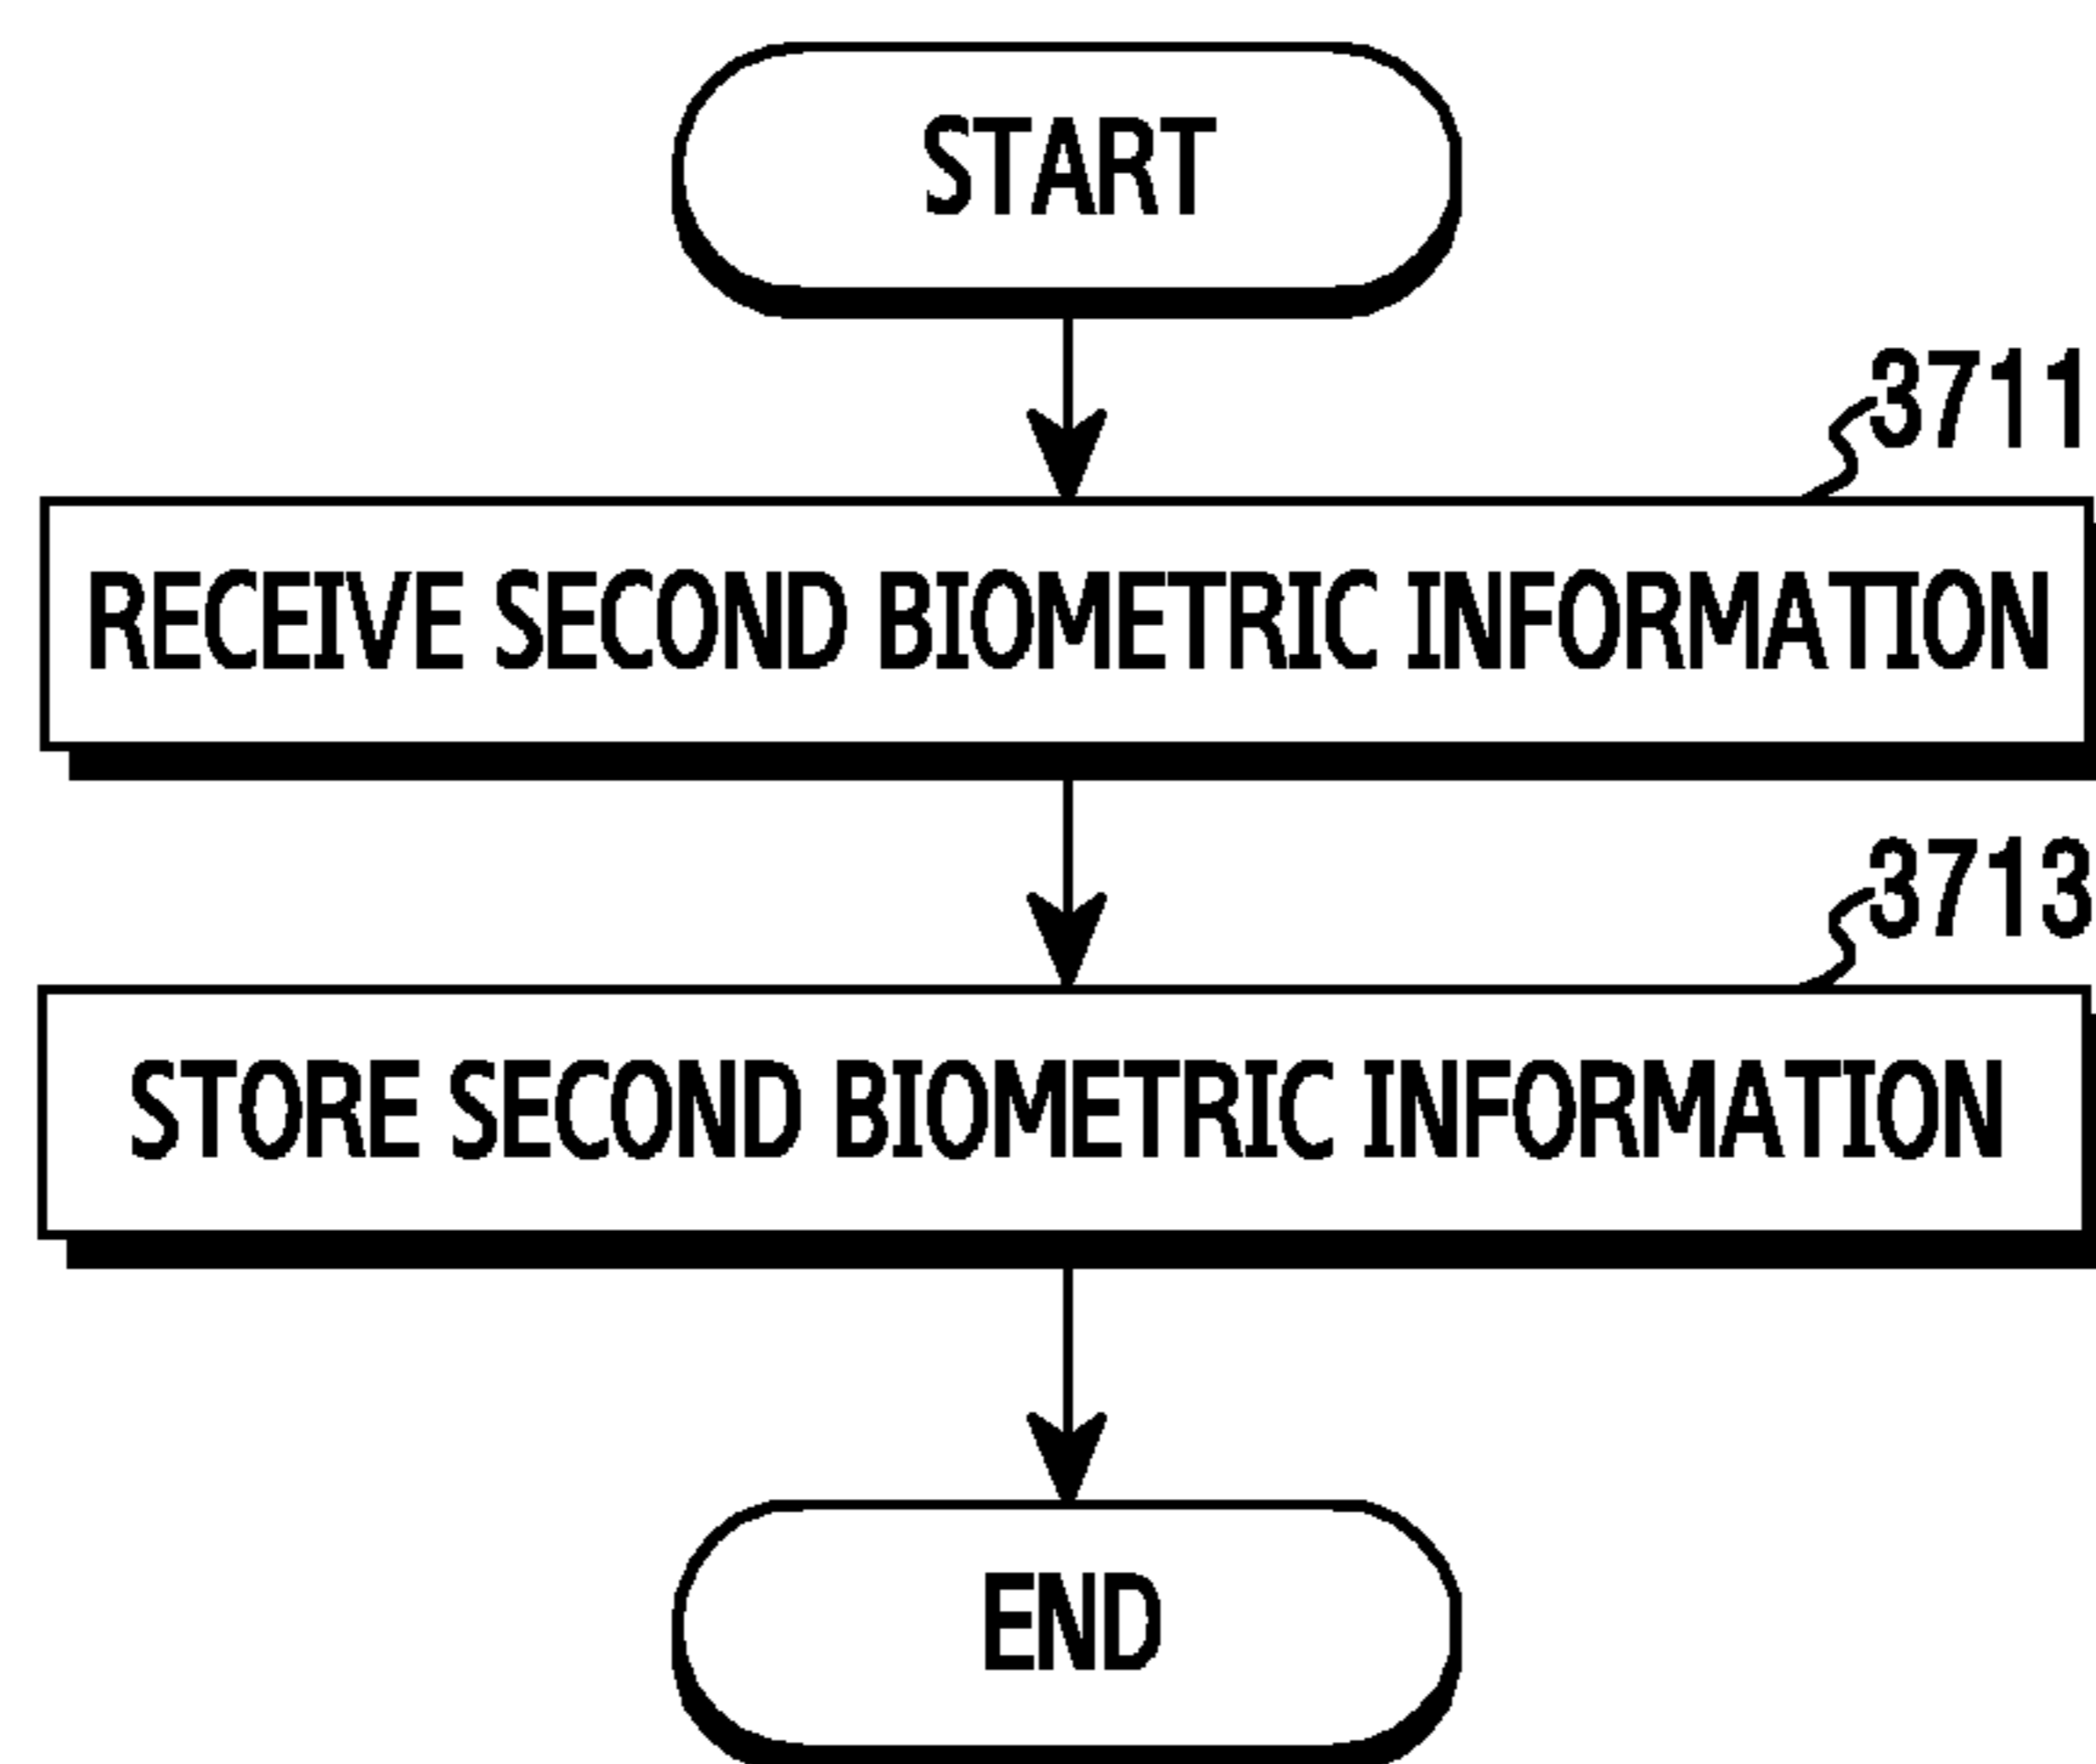 START
3711
RECEIVE SECOND BIOMETRIC INFORMATION
3713
STORE SECOND BIOMETRIC INFORMATION
END